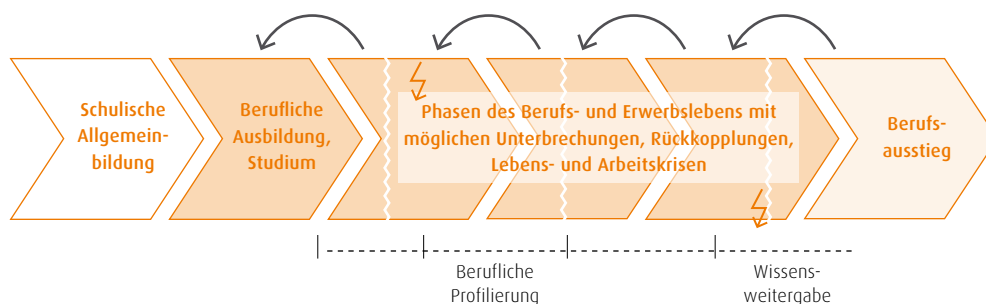 Schulische
Allgemein-
bildung
Berufliche
Ausbildung,
Studium
Phasen des Berufs- und Erwerbslebens mit
möglichen Unterbrechungen, Rückkopplungen,
Lebens- und Arbeitskrisen
Berufs-
ausstieg
Berufliche
Profilierung
Wissens-
weitergabe